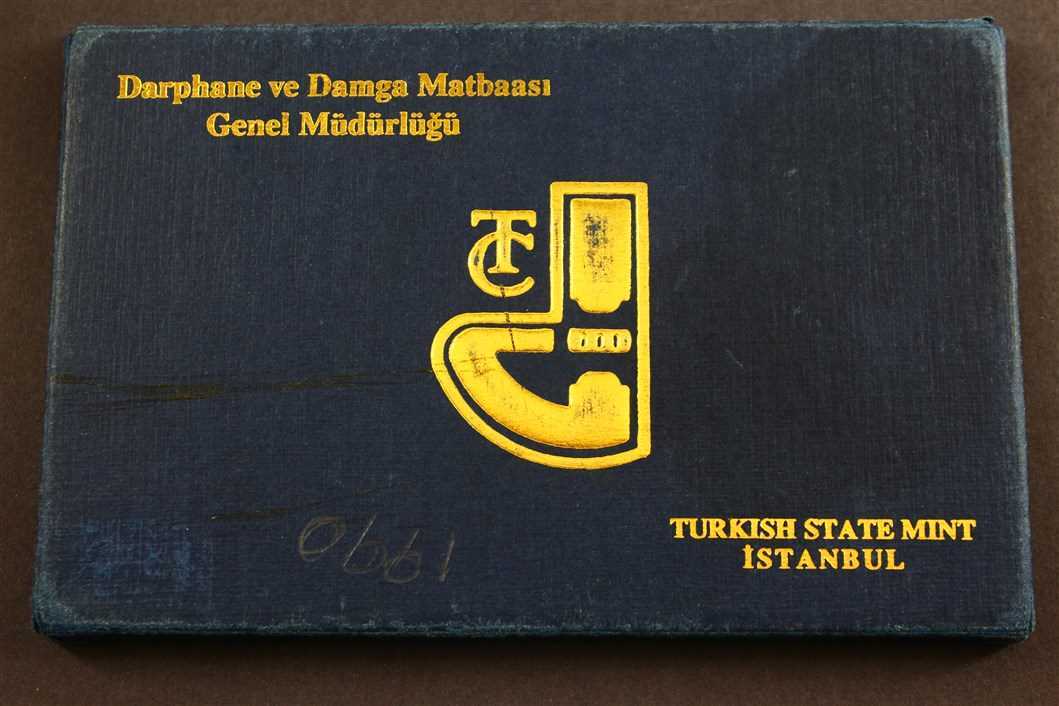 Darphane ve Damga Matbaası
Genel Müdürlüğü
TC
TURKISH STATE MINT
İSTANBUL
1990